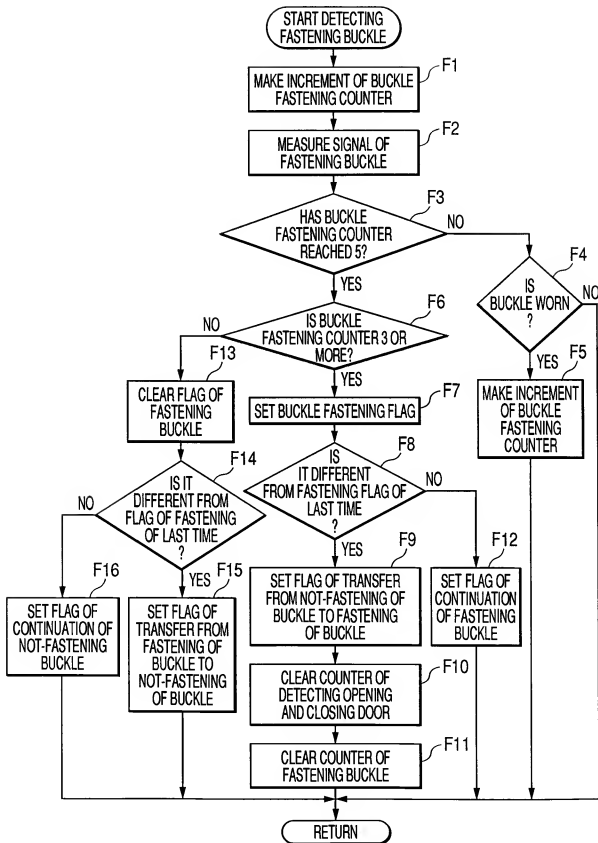 START DETECTING
FASTENING BUCKLE
F1
MAKE INCREMENT OF BUCKLE
FASTENING COUNTER
F2
MEASURE SIGNAL OF
FASTENING BUCKLE
F3
HAS BUCKLE
FASTENING COUNTER
REACHED 5?
NO
YES
F4
IS
BUCKLE WORN
?
NO
YES
F5
MAKE INCREMENT
OF BUCKLE
FASTENING
COUNTER
F6
IS BUCKLE
FASTENING COUNTER 3 OR
MORE?
NO
YES
F13
CLEAR FLAG OF
FASTENING
BUCKLE
F7
SET BUCKLE FASTENING FLAG
F14
IS IT
DIFFERENT FROM
FLAG OF FASTENING
OF LAST TIME
?
NO
YES
F8
IS
IT DIFFERENT
FROM FASTENING FLAG OF
LAST TIME
?
NO
YES
F16
SET FLAG OF
CONTINUATION OF
NOT-FASTENING
BUCKLE
F15
SET FLAG OF
TRANSFER FROM
FASTENING OF
BUCKLE TO
NOT-FASTENING
OF BUCKLE
F9
SET FLAG OF TRANSFER
FROM NOT-FASTENING OF
BUCKLE TO FASTENING
OF BUCKLE
F12
SET FLAG OF
CONTINUATION
OF FASTENING
BUCKLE
F10
CLEAR COUNTER OF
DETECTING OPENING
AND CLOSING DOOR
F11
CLEAR COUNTER OF
FASTENING BUCKLE
RETURN